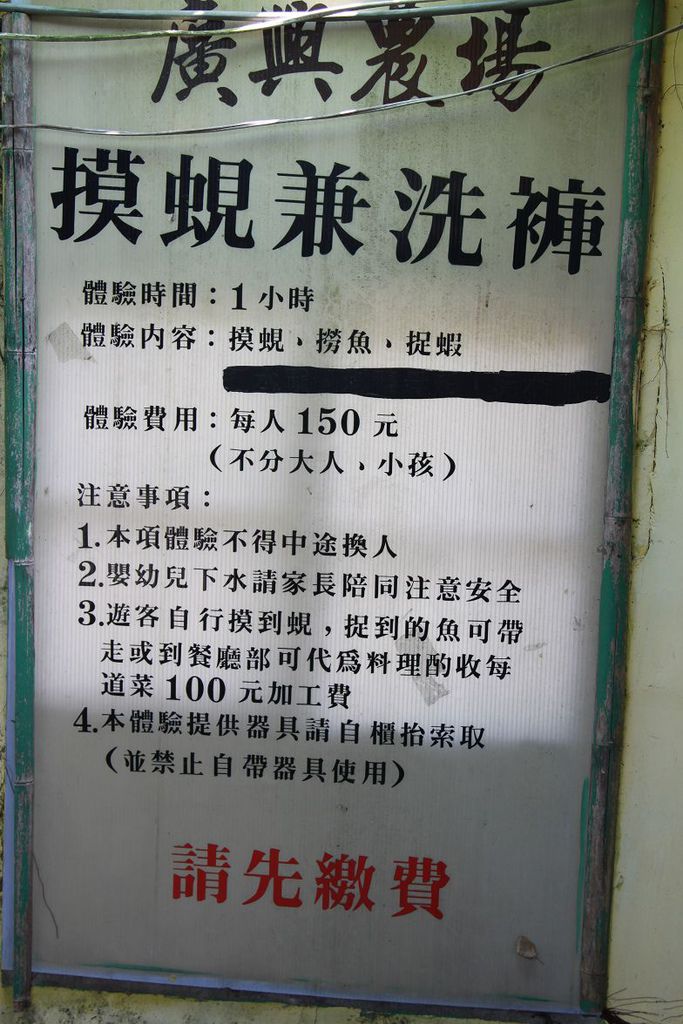 廣興農場
摸蜆兼洗褲
體驗時間：1小時
體驗內容：摸蜆、撈魚、捉蝦
體驗費用：每人150元
（不分大人、小孩）
注意事項：
1.本項體驗不得中途換人
2.嬰幼兒下水請家長陪同注意安全
3.遊客自行摸到蜆，捉到的魚可帶
走或到餐廳部可代爲料理酌收每
道菜100元加工費
4.本體驗提供器具請自櫃抬索取
（並禁止自帶器具使用）
請先繳費